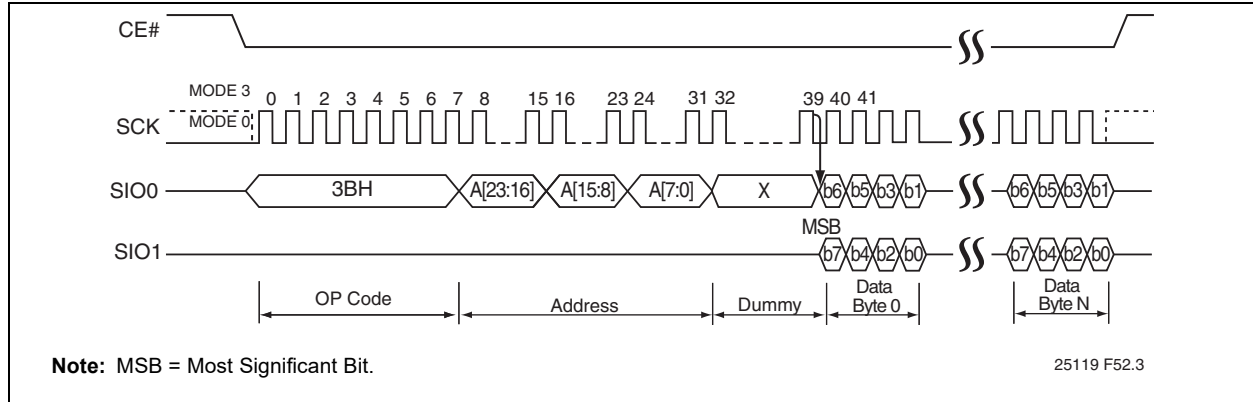 CE#
MODE 3
0 1 2 3 4 5 6 7 8 15 16 23 24 31 32 39 40 41
SCK MODE 0
SIO0 3BH A[23:16] A[15:8] A[7:0] X b6 b5 b3 b1 b6 b5 b3 b1
MSB
SIO1 b7 b4 b2 b0 b7 b4 b2 b0
OP Code Address Dummy Data Byte 0 Data Byte N
Note: MSB = Most Significant Bit.
25119 F52.3